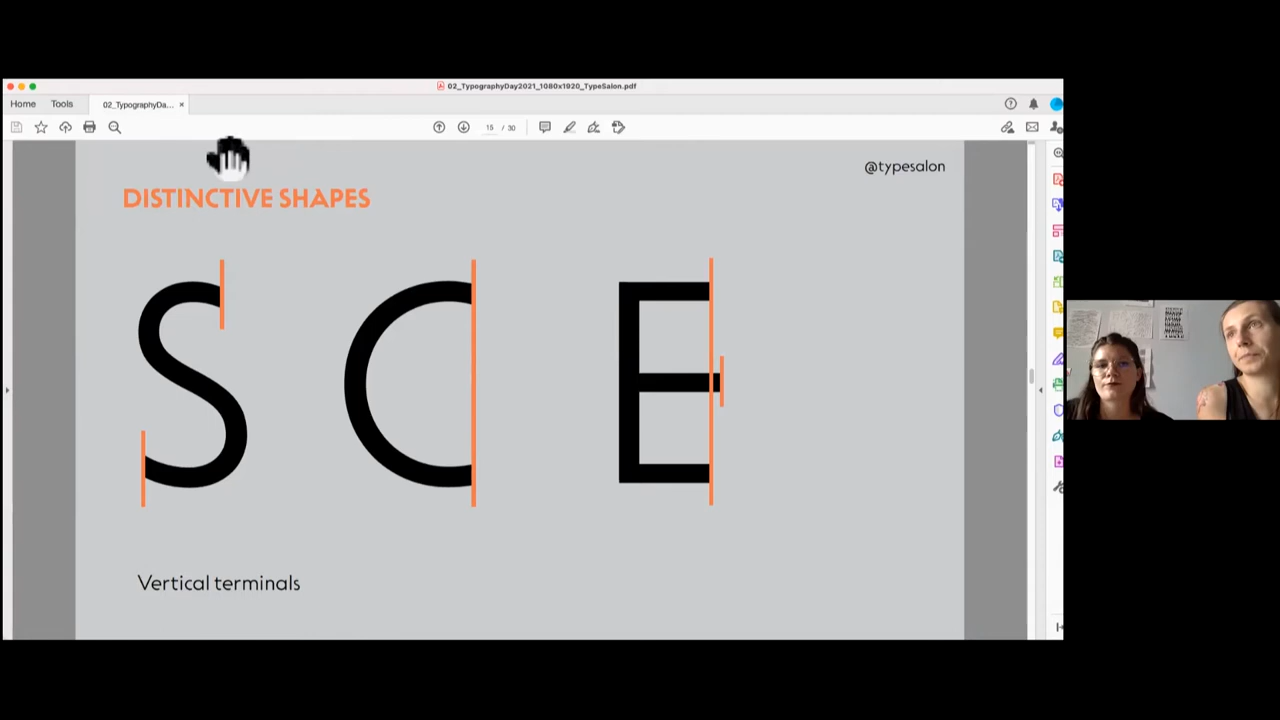 02_TypographyDay2021_1080x1920_TypeSalon.pdf
Home Tools 02_TypographyDa... ×
15 / 30
@typesalon
DISTINCTIVE SHAPES
S C E
Vertical terminals